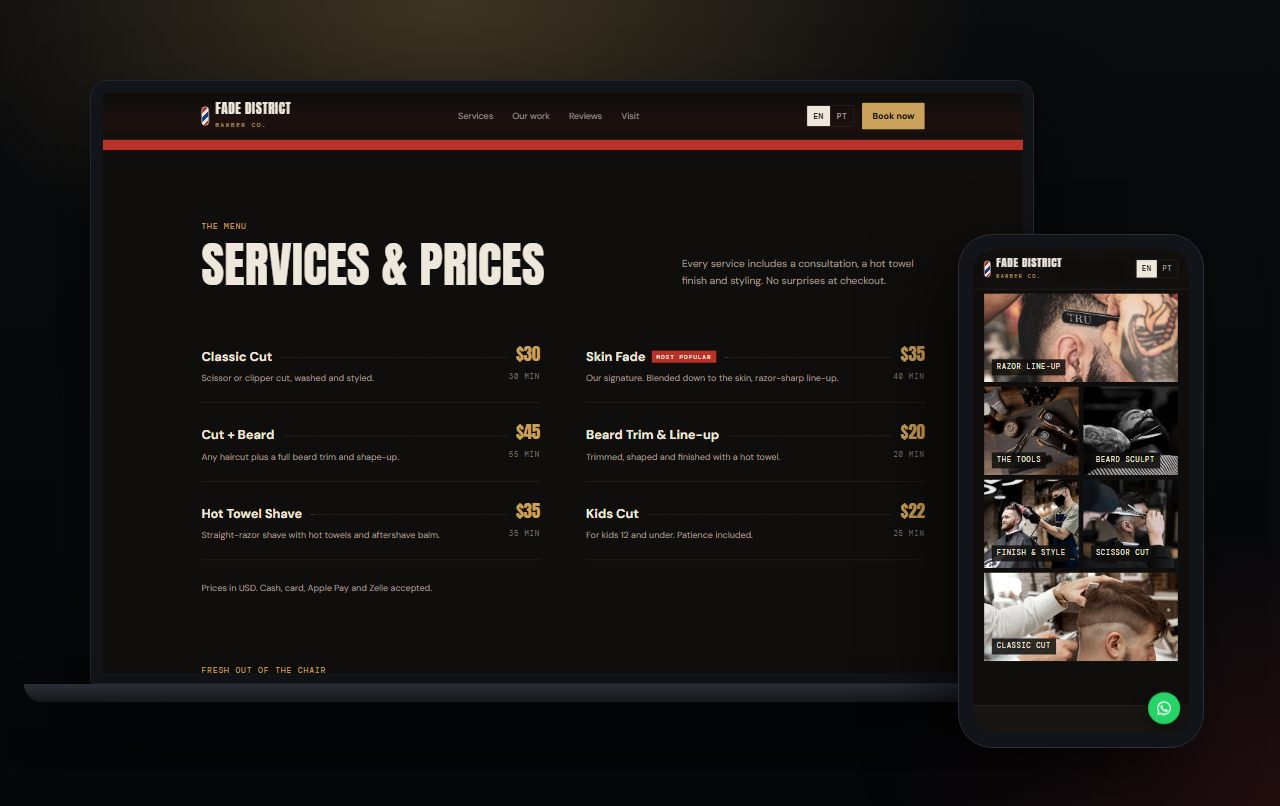 FADE DISTRICT
BARBER CO.
Services Our work Reviews Visit
EN PT
Book now
THE MENU
SERVICES & PRICES
Every service includes a consultation, a hot towel
finish and styling. No surprises at checkout.
Classic Cut $30
Scissor or clipper cut, washed and styled. 30 MIN
Skin Fade MOST POPULAR $35
Our signature. Blended down to the skin, razor-sharp line-up. 40 MIN
Cut + Beard $45
Any haircut plus a full beard trim and shape-up. 55 MIN
Beard Trim & Line-up $20
Trimmed, shaped and finished with a hot towel. 20 MIN
Hot Towel Shave $35
Straight-razor shave with hot towels and aftershave balm. 35 MIN
Kids Cut $22
For kids 12 and under. Patience included. 25 MIN
Prices in USD. Cash, card, Apple Pay and Zelle accepted.
FRESH OUT OF THE CHAIR
FADE DISTRICT
BARBER CO.
EN PT
TRU
RAZOR LINE-UP
THE TOOLS
BEARD SCULPT
FINISH & STYLE
SCISSOR CUT
CLASSIC CUT